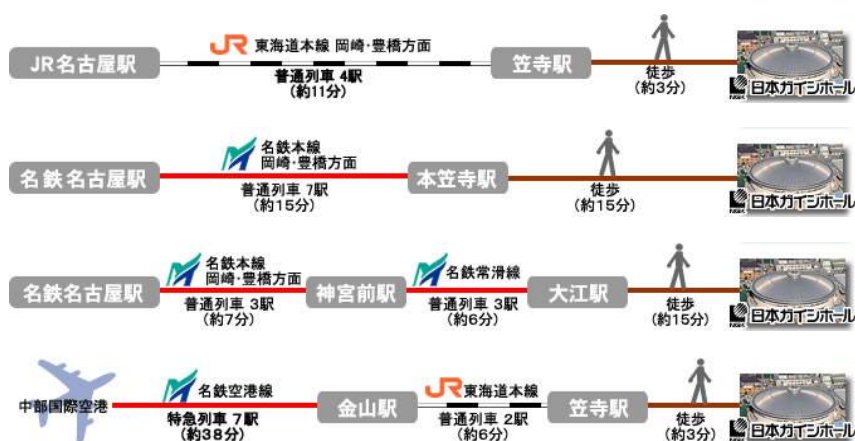 JR 東海道本線 岡崎・豊橋方面
JR名古屋駅
普通列車 4駅
(約11分)
笠寺駅
徒歩
(約3分)
NGK 日本ガイシホール
名鉄本線
岡崎・豊橋方面
名鉄名古屋駅
普通列車 7駅
(約15分)
本笠寺駅
徒歩
(約15分)
NGK 日本ガイシホール
名鉄本線
岡崎・豊橋方面
名鉄名古屋駅
普通列車 3駅
(約7分)
神宮前駅
名鉄常滑線
普通列車 3駅
(約6分)
大江駅
徒歩
(約15分)
NGK 日本ガイシホール
中部国際空港
名鉄空港線
特急列車 7駅
(約38分)
金山駅
JR 東海道本線
普通列車 2駅
(約6分)
笠寺駅
徒歩
(約3分)
NGK 日本ガイシホール